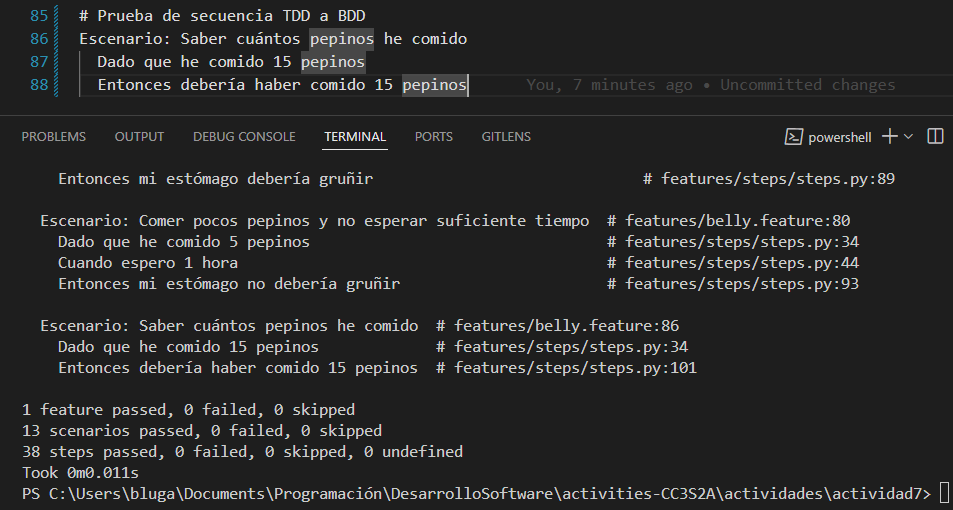 85 # Prueba de secuencia TDD a BDD
86 Escenario: Saber cuántos pepinos he comido
87 Dado que he comido 15 pepinos
88 Entonces debería haber comido 15 pepinos You, 7 minutes ago • Uncommitted changes
PROBLEMS OUTPUT DEBUG CONSOLE TERMINAL PORTS GITLENS powershell
Entonces mi estómago debería gruñir # features/steps/steps.py:89
Escenario: Comer pocos pepinos y no esperar suficiente tiempo # features/belly.feature:80
Dado que he comido 5 pepinos # features/steps/steps.py:34
Cuando espero 1 hora # features/steps/steps.py:44
Entonces mi estómago no debería gruñir # features/steps/steps.py:93
Escenario: Saber cuántos pepinos he comido # features/belly.feature:86
Dado que he comido 15 pepinos # features/steps/steps.py:34
Entonces debería haber comido 15 pepinos # features/steps/steps.py:101
1 feature passed, 0 failed, 0 skipped
13 scenarios passed, 0 failed, 0 skipped
38 steps passed, 0 failed, 0 skipped, 0 undefined
Took 0m0.011s
PS C:\Users\bluga\Documents\Programación\DesarrolloSoftware\activities-CC3S2A\actividades\actividad7>